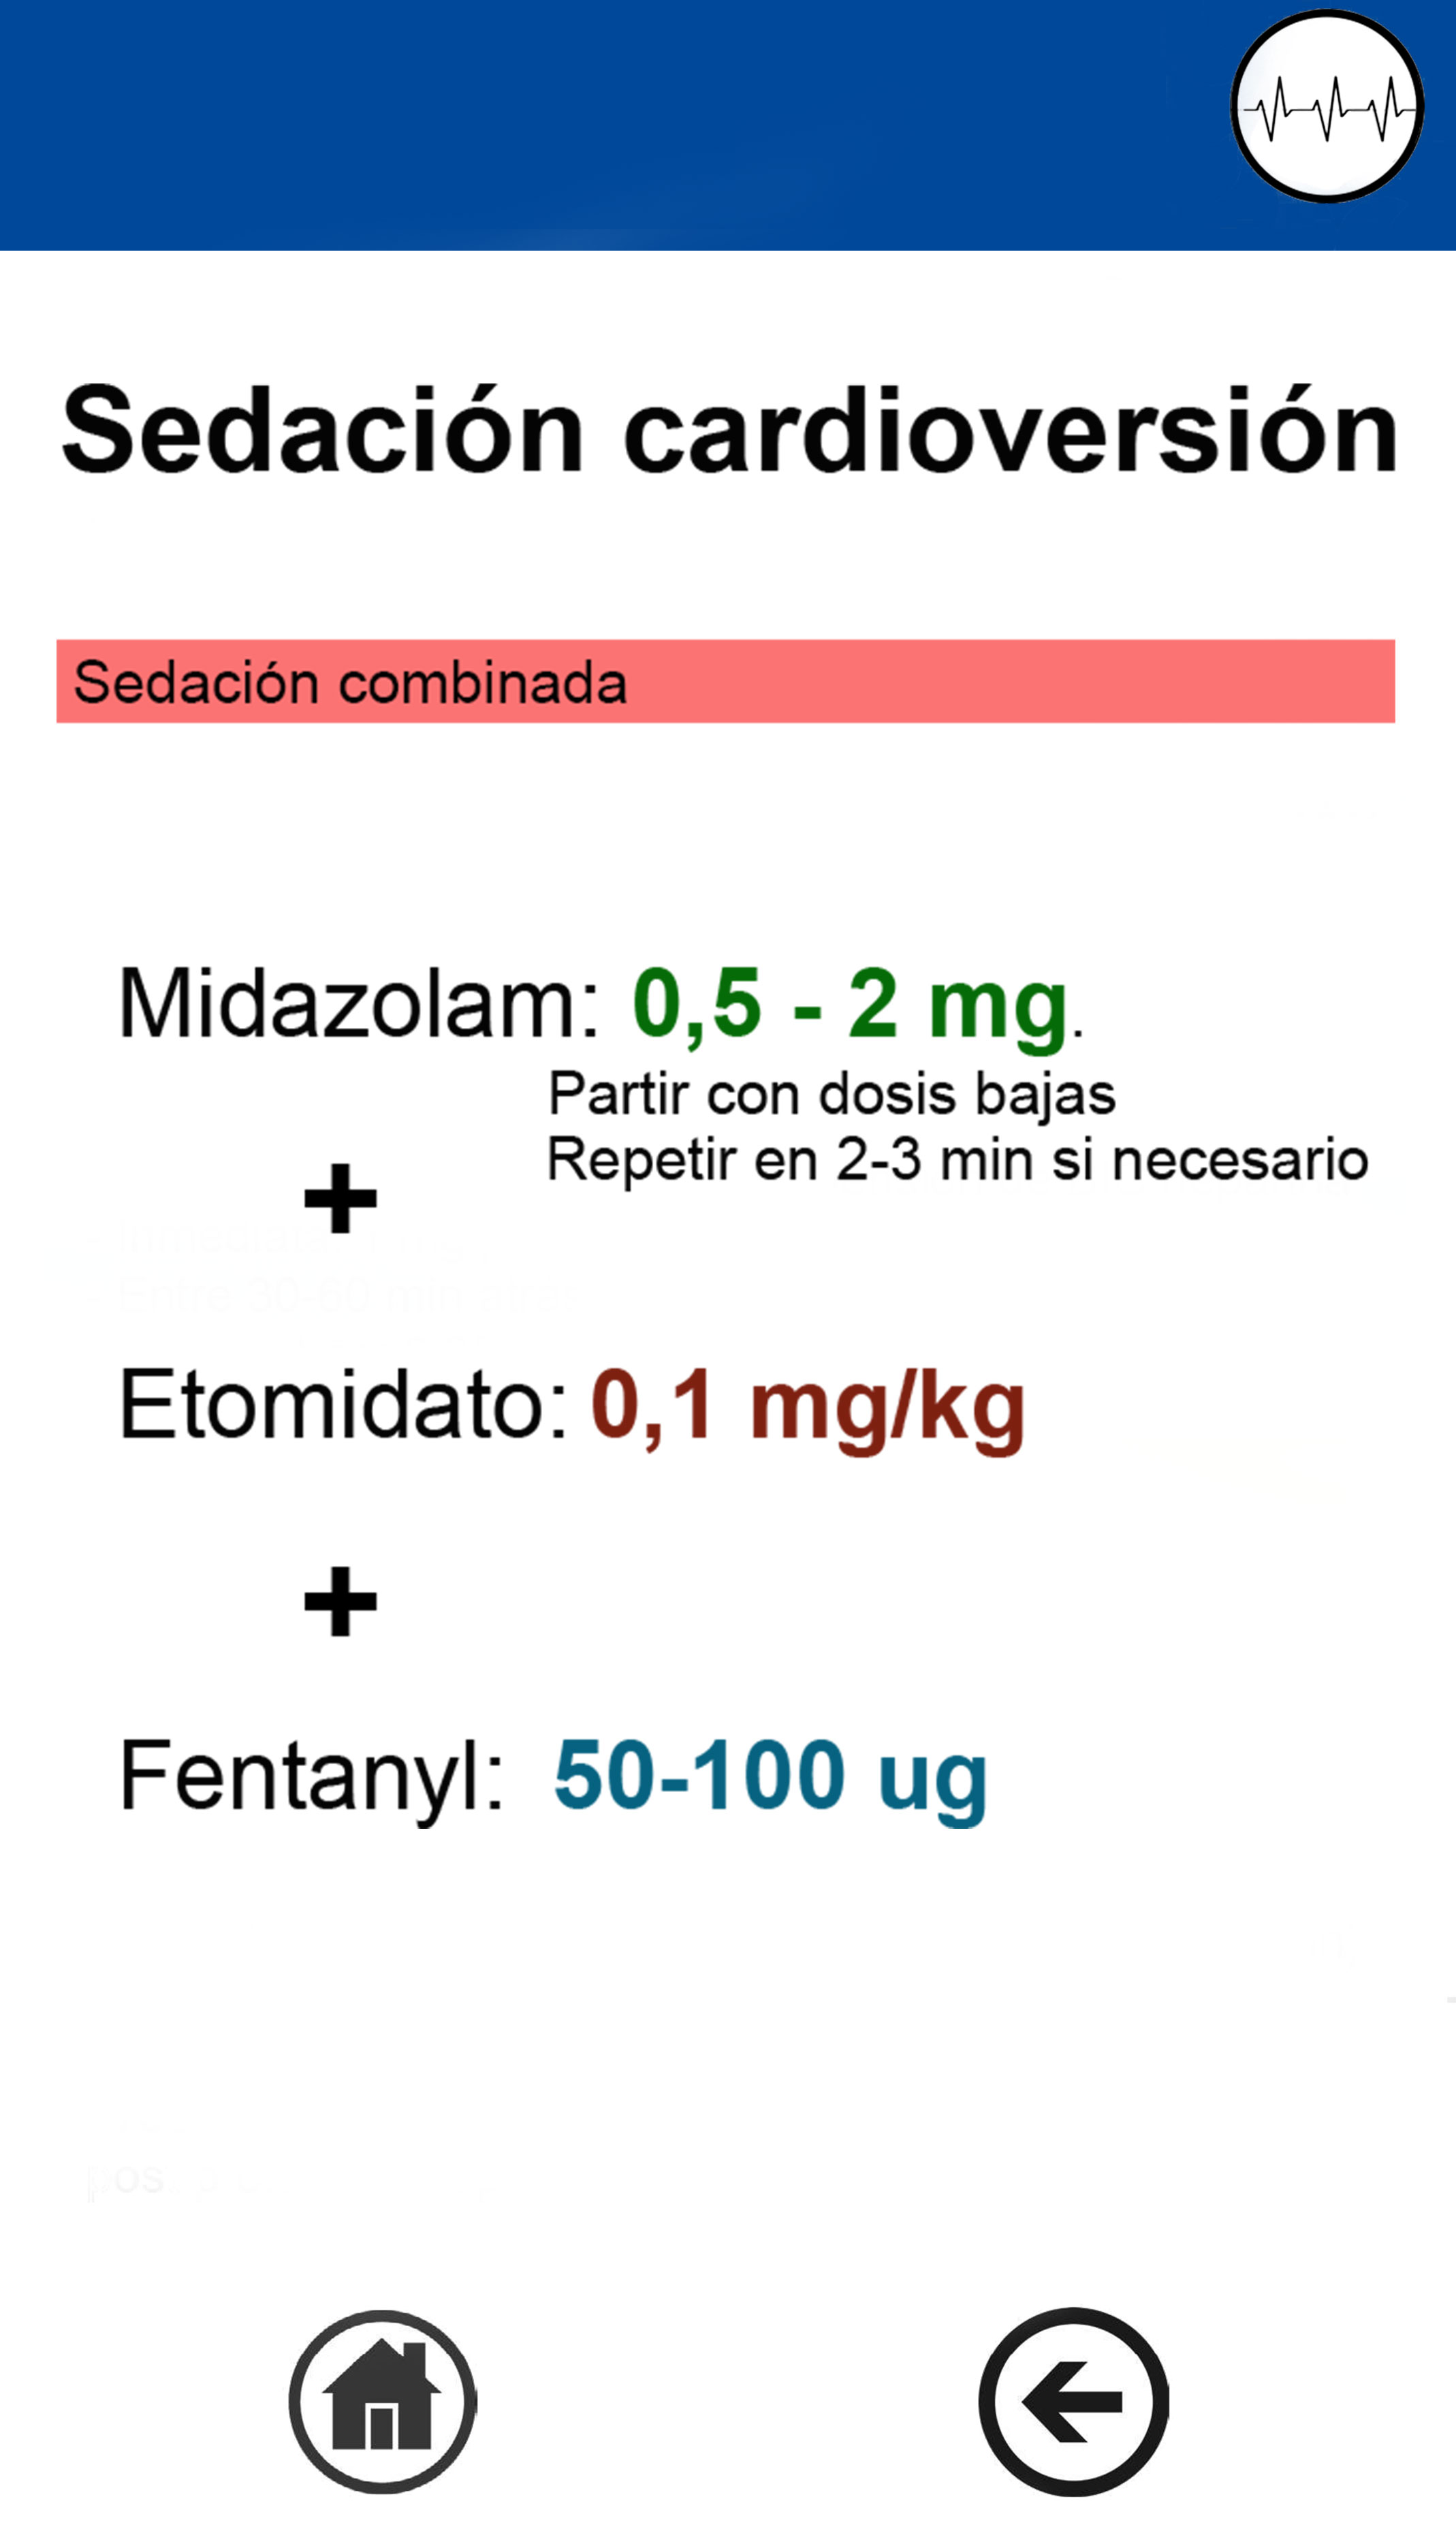 Sedación cardioversión
Sedación combinada
Midazolam: 0,5 - 2 mg.
Partir con dosis bajas
Repetir en 2-3 min si necesario
+
Etomidato: 0,1 mg/kg
+
Fentanyl: 50-100 ug